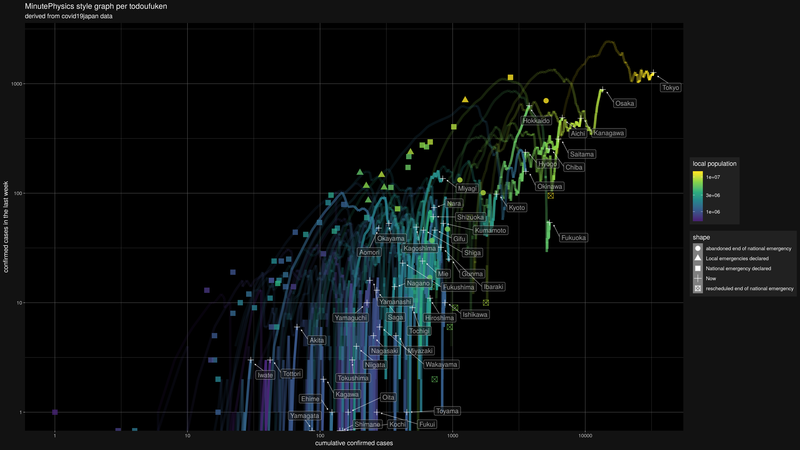 MinutePhysics style graph per todoufuken
derived from covid19japan data
confirmed cases in the last week
1000
100
10
1
Tokyo
Osaka
Hokkaido
Aichi
Kanagawa
Saitama
Hyogo
Chiba
Okinawa
Miyagi
Nara
Kyoto
Shizuoka
Kumamoto
Fukuoka
Okayama
Gifu
Aomori
Kagoshima
Shiga
Mie
Gunma
Nagano
Fukushima
Ibaraki
Yamanashi
Yamaguchi
Saga
Hiroshima
Ishikawa
Tochigi
Akita
Nagasaki
Miyazaki
Niigata
Wakayama
Iwate
Tottori
Tokushima
Kagawa
Ehime
Oita
Toyama
Yamagata
Shimane
Kochi
Fukui
1
10
100
1000
10000
cumulative confirmed cases
local population
1e+07
1e+06
shape
abandoned end of national emergency
Local emergencies declared
National emergency declared
Now
rescheduled end of national emergency